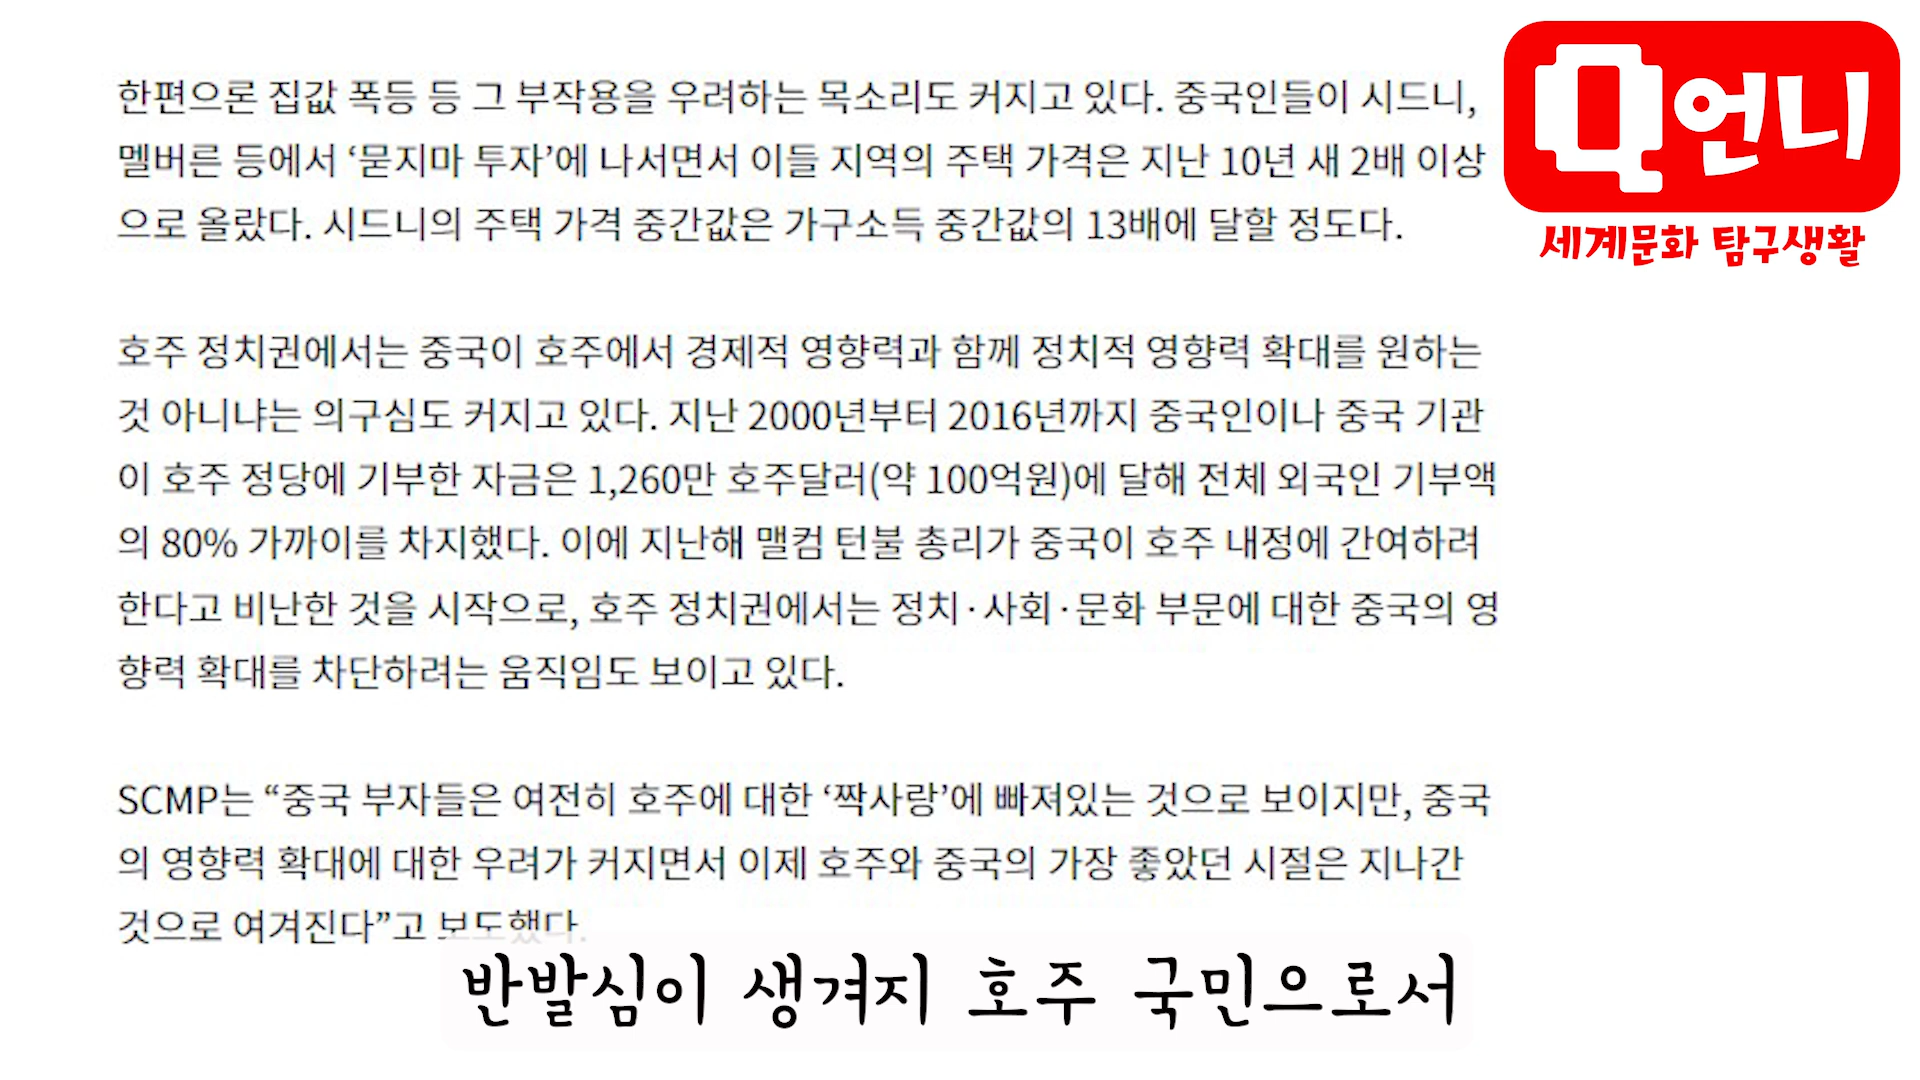 한편으론 집값 폭등 등 그 부작용을 우려하는 목소리도 커지고 있다. 중국인들이 시드니,
멜버른 등에서 ‘묻지마 투자’에 나서면서 이들 지역의 주택 가격은 지난 10년 새 2배 이상
으로 올랐다. 시드니의 주택 가격 중간값은 가구소득 중간값의 13배에 달할 정도다.
호주 정치권에서는 중국이 호주에서 경제적 영향력과 함께 정치적 영향력 확대를 원하는
것 아니냐는 의구심도 커지고 있다. 지난 2000년부터 2016년까지 중국인이나 중국 기관
이 호주 정당에 기부한 자금은 1,260만 호주달러(약 100억원)에 달해 전체 외국인 기부액
의 80% 가까이를 차지했다. 이에 지난해 맬컴 턴불 총리가 중국이 호주 내정에 간여하려
한다고 비난한 것을 시작으로, 호주 정치권에서는 정치·사회·문화 부문에 대한 중국의 영
향력 확대를 차단하려는 움직임도 보이고 있다.
SCMP는 “중국 부자들은 여전히 호주에 대한 ‘짝사랑’에 빠져있는 것으로 보이지만, 중국
의 영향력 확대에 대한 우려가 커지면서 이제 호주와 중국의 가장 좋았던 시절은 지나간
것으로 여겨진다”고 보도했다.
반발심이 생겨지 호주 국민으로서
Q언니
세계문화 탐구생활